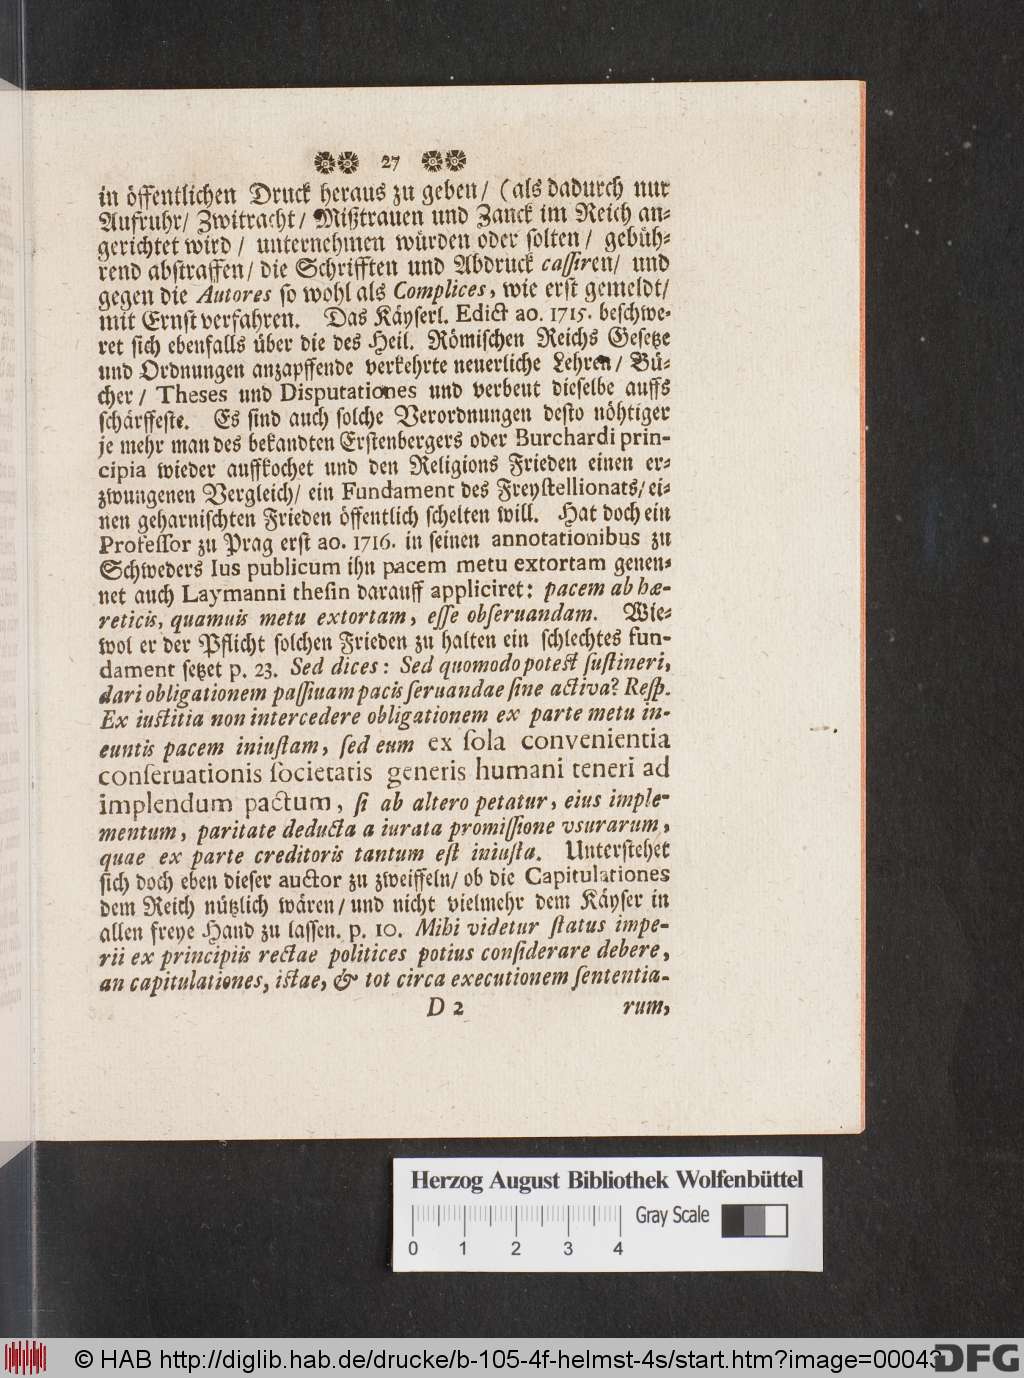 27
in öffentlichen Druck heraus zu geben/ (als dadurch nur
Aufruhr/ Zwitracht/ Mißtrauen und Zanck im Reich an-
gerichtet wird/ unternehmen würden oder solten/ gebüh-
rend abstraffen/ die Schrifften und Abdruck cassiren/ und
gegen die Autores so wohl als Complices, wie erst gemeldt/
mit Ernst verfahren. Das Käyserl. Edict ao. 1715. beschwe-
ret sich ebenfalls über die des Heil. Römischen Reichs Gesetze
und Ordnungen anzapffende verkehrte neuerliche Lehren/ Bü-
cher/ Theses und Disputationes und verbeut dieselbe auffs
schärffeste. Es sind auch solche Verordnungen desto nöhtiger
je mehr man des bekandten Erstenbergers oder Burchardi prin-
cipia wieder auffkochet und den Religions Frieden einen er-
zwungenen Vergleich/ ein Fundament des Freystellionats/ ei-
nen geharnischten Frieden öffentlich schelten will. Hat doch ein
Professor zu Prag erst ao. 1716. in seinen annotationibus zu
Schweders Ius publicum ihn pacem metu extortam genen-
net auch Laymanni thesin darauff appliciret: pacem ab hæ-
reticis, quamuis metu extortam, esse obseruandam. Wie-
wol er der Pflicht solchen Frieden zu halten ein schlechtes fun-
dament setzet p. 23. Sed dices: Sed quomodo potest sustineri,
dari obligationem passiuam pacis seruandae sine activa? Resp.
Ex iustitia non intercedere obligationem ex parte metu in-
euntis pacem iniustam, sed eum ex sola convenientia
conseruationis societatis generis humani teneri ad
implendum pactum, si ab altero petatur, eius imple-
mentum, paritate deducta a iurata promissione vsurarum,
quae ex parte creditoris tantum est iniusta. Unterstehet
sich doch eben dieser auctor zu zweiffeln/ ob die Capitulationes
dem Reich nützlich wären/ und nicht vielmehr dem Käyser in
allen freye Hand zu lassen. p. 10. Mihi videtur status impe-
rii ex principiis rectae politices potius considerare debere,
an capitulationes, istae, & tot circa executionem sententia-
D 2 rum,
Herzog August Bibliothek Wolfenbüttel
Gray Scale
0 1 2 3 4
© HAB http://diglib.hab.de/drucke/b-105-4f-helmst-4s/start.htm?image=00043
DFG